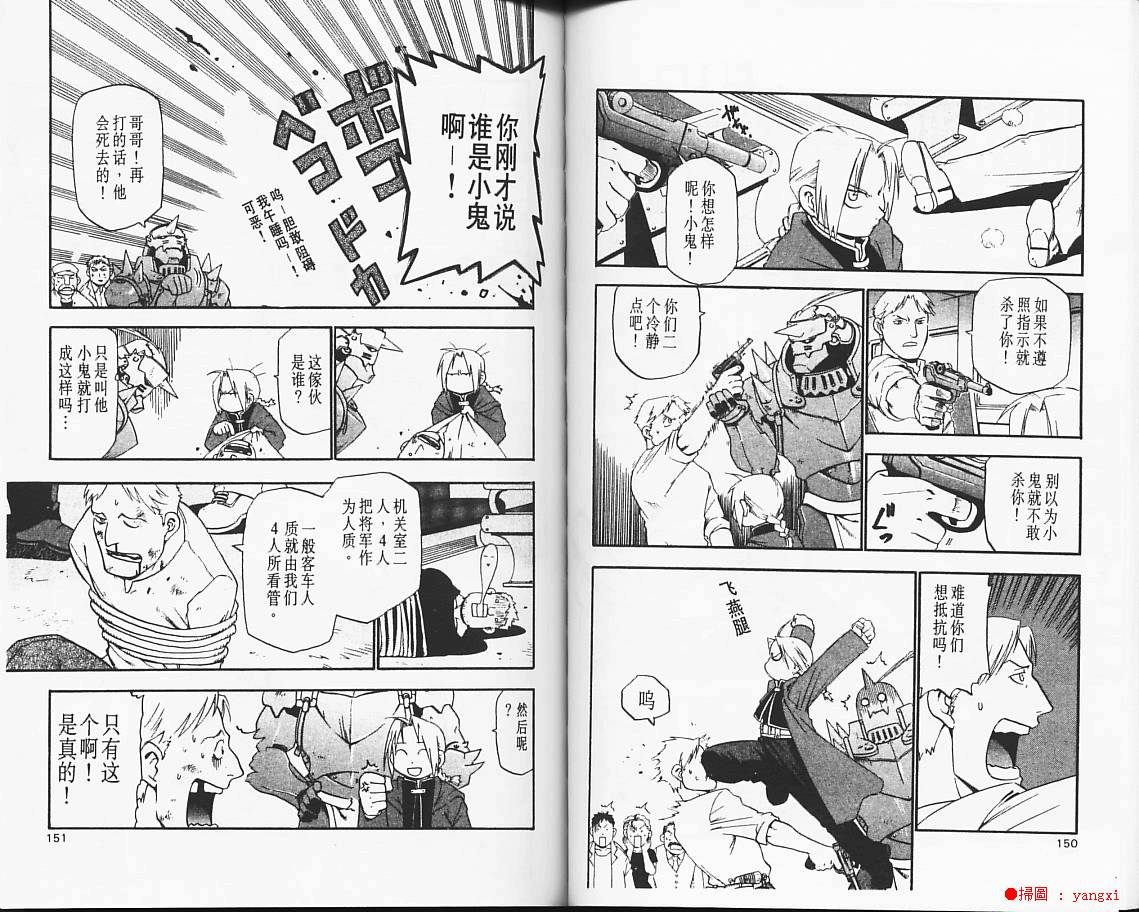 你想怎样
呢！小鬼
如果不遵
照指示就
杀了你！
你们二
个冷静
点吧！
别以为小
鬼就不敢
杀你！
难道你们
想抵抗吗！
飞燕腿
呜
150
你刚才说
谁是小鬼
啊—！
ボコ
ベコ
ドカ
呜—胆敢阻碍
我午睡吗—！
可恶！
哥哥！再
打的话，他
会死去的！
这傢伙
是谁？
只是叫他
小鬼就打
成这样吗…
机关室二
人，4人
把将军作
为人质。
一般客车人
质就由我们
4人所看管。
然后呢
？
只有这
个啊！
是真的！
151
●掃圖 : yangxi